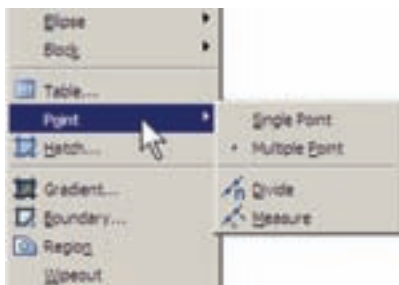 Ellipse
Block
Table...
Point
Hatch...
Gradient...
Boundary...
Region
Wipeout
Single Point
Multiple Point
Divide
Measure